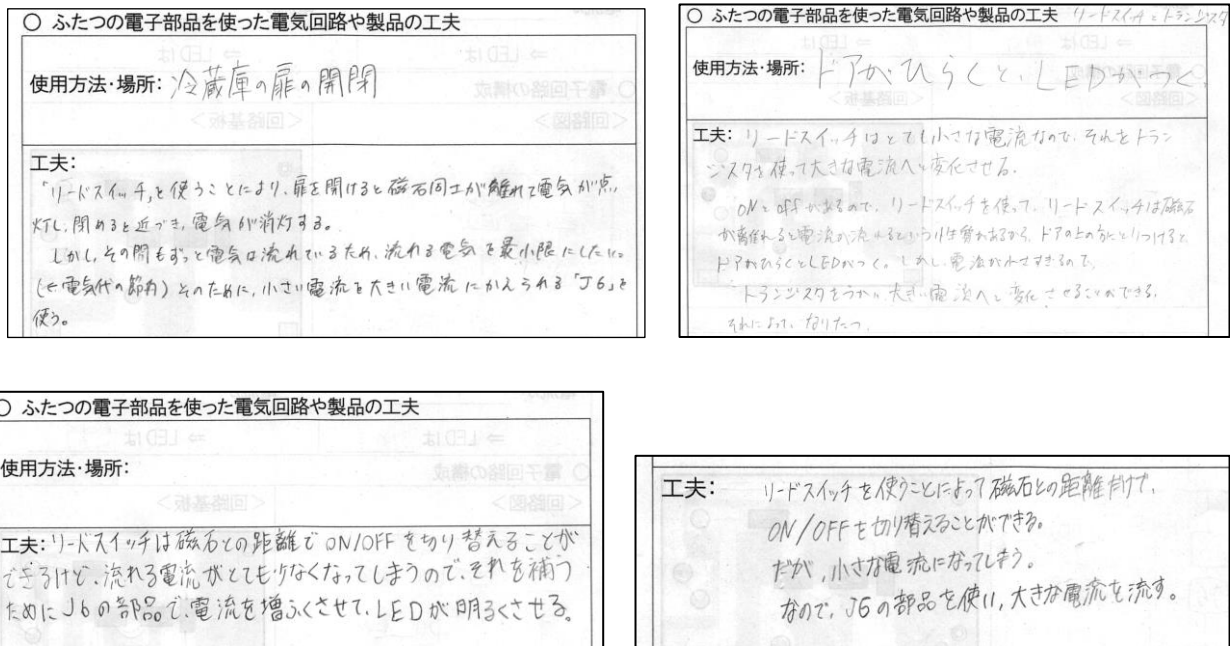 ○ ふたつの電子部品を使った電気回路や製品の工夫
使用方法・場所: 冷蔵庫の扉の開閉
工夫:
「リードスイッチ」を使うことにより、扉を開けると磁石同士が離れて電気が点
灯し、閉めると近づき、電気が消灯する。
しかし、その間もずっと電気は流れているため、流れる電気を最小限にしたい。
(←電気代の節約)そのために、小さい電流を大きい電流にかえられる「J6」を
使う。
○ ふたつの電子部品を使った電気回路や製品の工夫 リードスイッチとトランジスタ
使用方法・場所: ドアがひらくと、LEDがつく。
工夫: リードスイッチはとても小さな電流なので、それをトラン
ジスタを使って大きな電流へと変化させる。
ONとoffがあるので、リードスイッチを使って、リードスイッチは磁石
が離れると電流が流れるという性質があるから、ドアの上の方にとりつけると
ドアがひらくとLEDがつく。しかし、電流が小さすぎるので、
トランジスタをつかい大きい電流へと変化させることができる。
それによって、なりたつ。
○ ふたつの電子部品を使った電気回路や製品の工夫
使用方法・場所:
工夫: リードスイッチは磁石との距離でON/OFFを切り替えることが
できるけど、流れる電流がとても少なくなってしまうので、それを補う
ためにJ6の部品で、電流を増ふくさせて、LEDが明るくさせる。
工夫: リードスイッチを使うことによって磁石との距離だけで、
ON/OFFを切り替えることができる。
だが、小さな電流になってしまう。
なので、J6の部品を使い、大きな電流を流す。